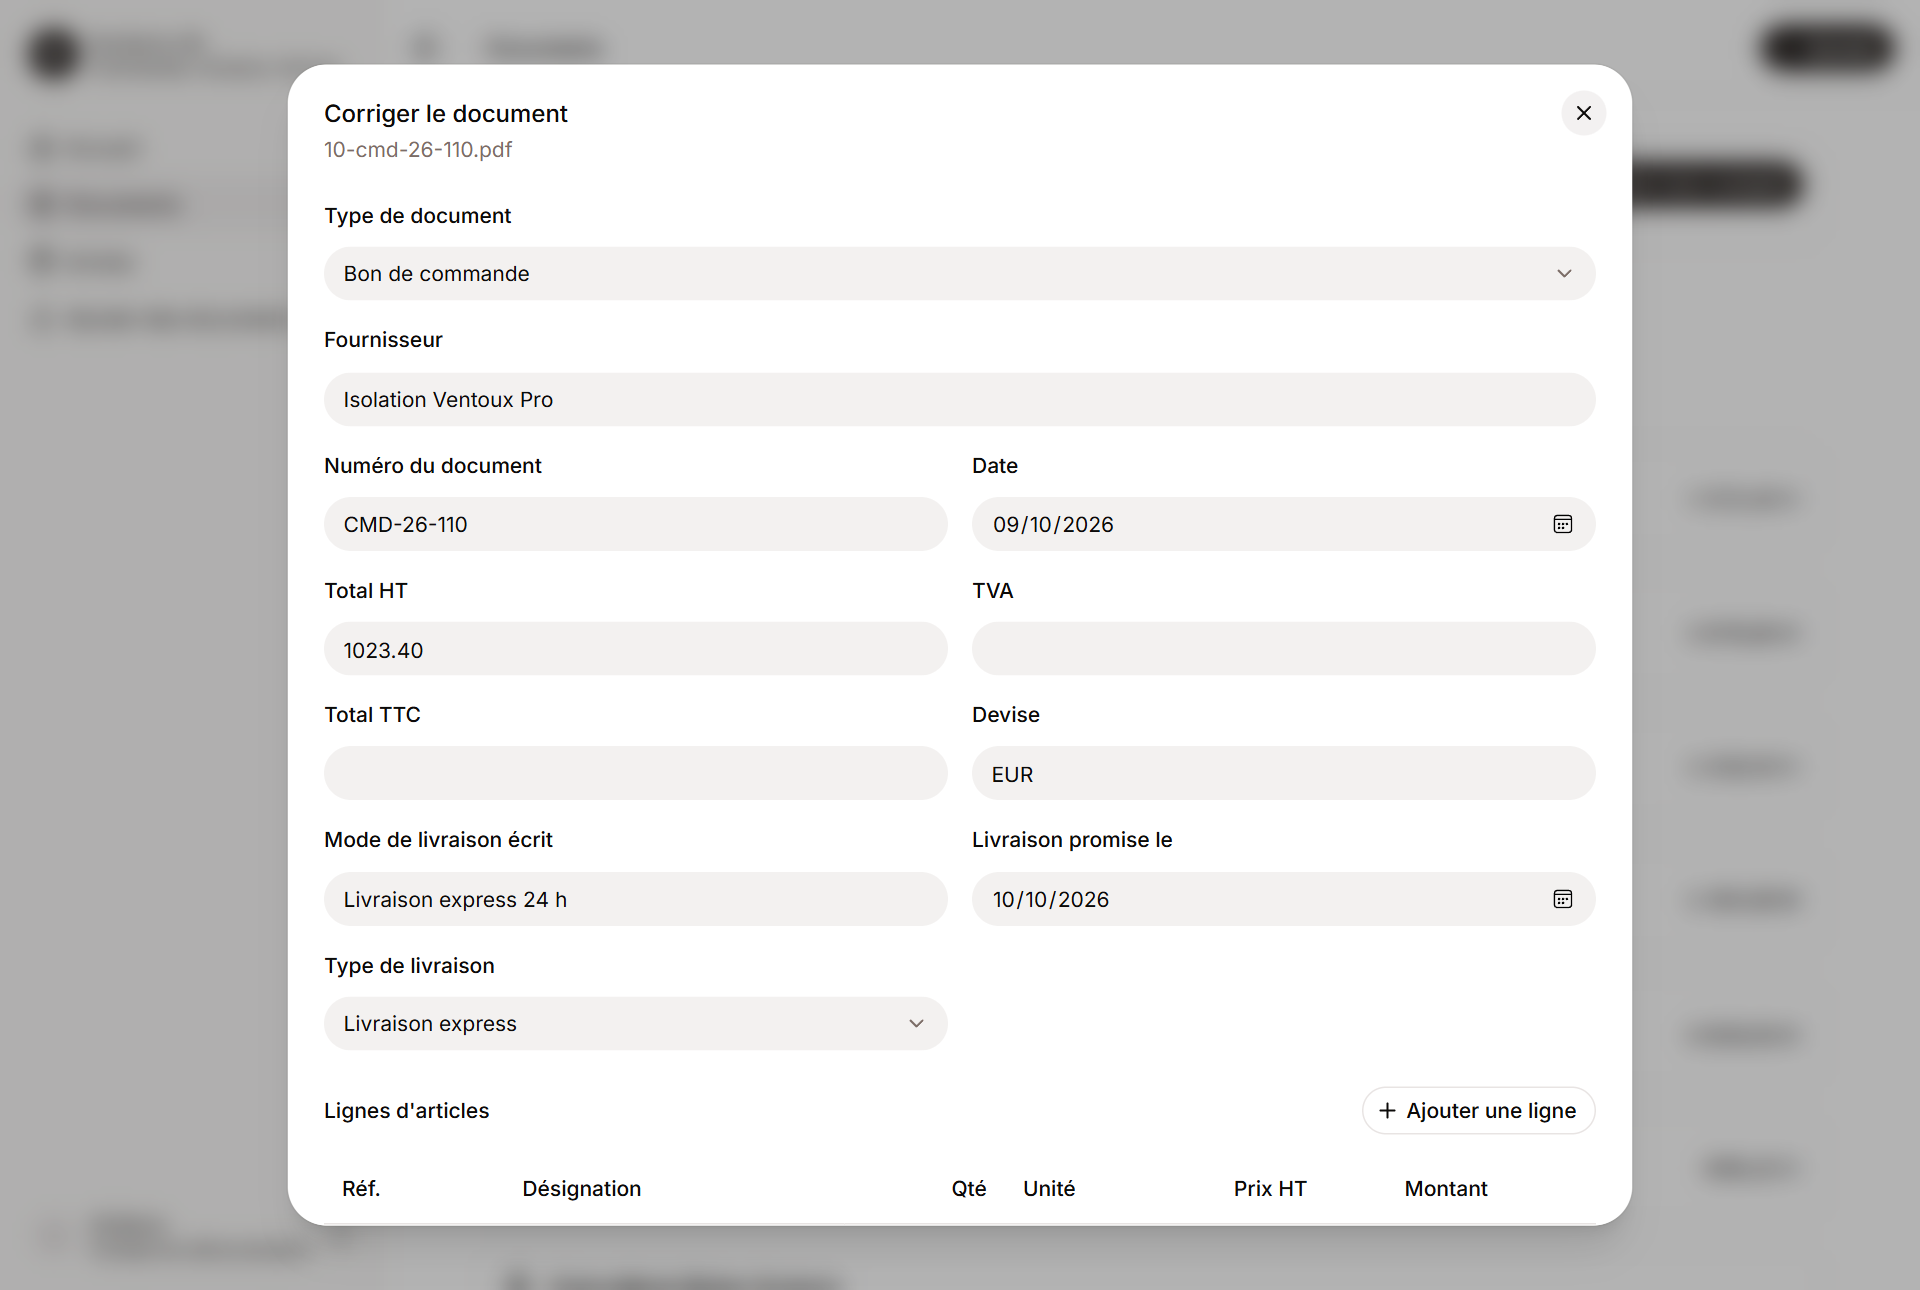 Corriger le document
10-cmd-26-110.pdf
Type de document
Bon de commande
Fournisseur
Isolation Ventoux Pro
Numéro du document
Date
CMD-26-110
09/10/2026
Total HT
TVA
1023.40
Total TTC
Devise
EUR
Mode de livraison écrit
Livraison promise le
Livraison express 24 h
10/10/2026
Type de livraison
Livraison express
Lignes d'articles
Ajouter une ligne
Réf. Désignation Qté Unité Prix HT Montant